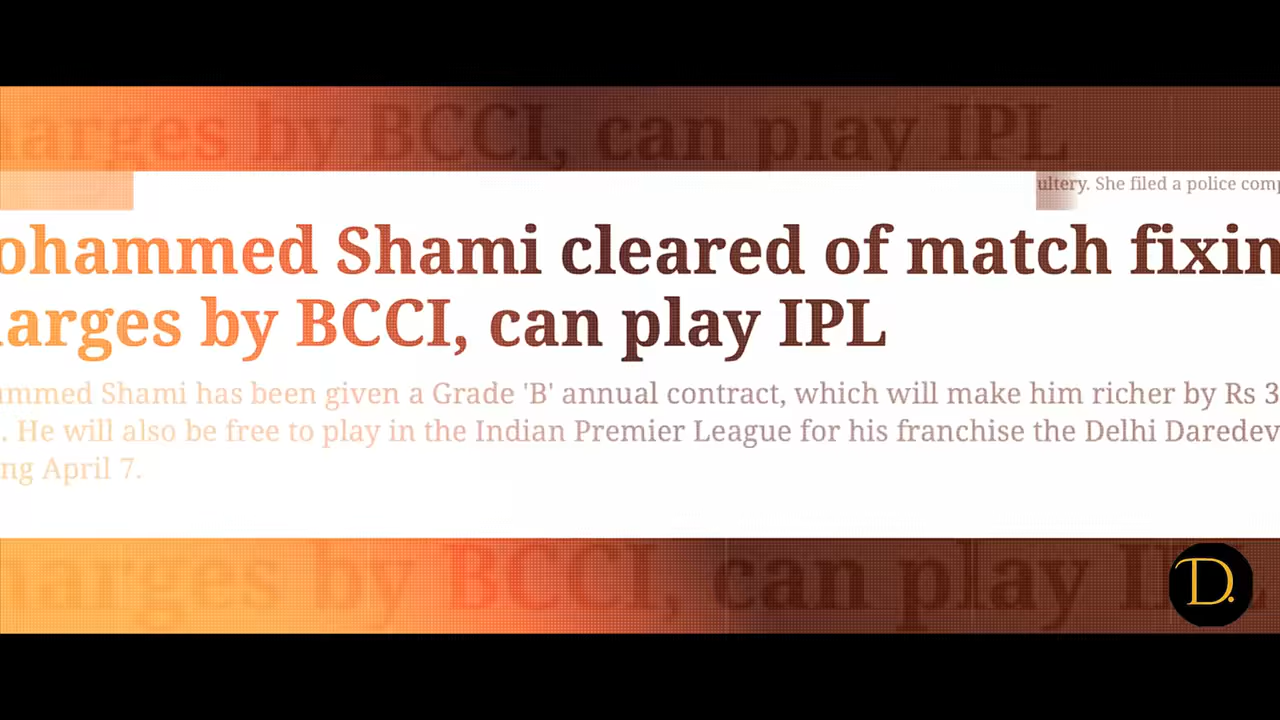 arges by BCCI, can play IPL
ultery. She filed a police comp
ohammed Shami cleared of match fixin
arges by BCCI, can play IPL
ammed Shami has been given a Grade 'B' annual contract, which will make him richer by Rs 3
. He will also be free to play in the Indian Premier League for his franchise the Delhi Daredev
ng April 7.
arges by BCCI, can play IPL
D.